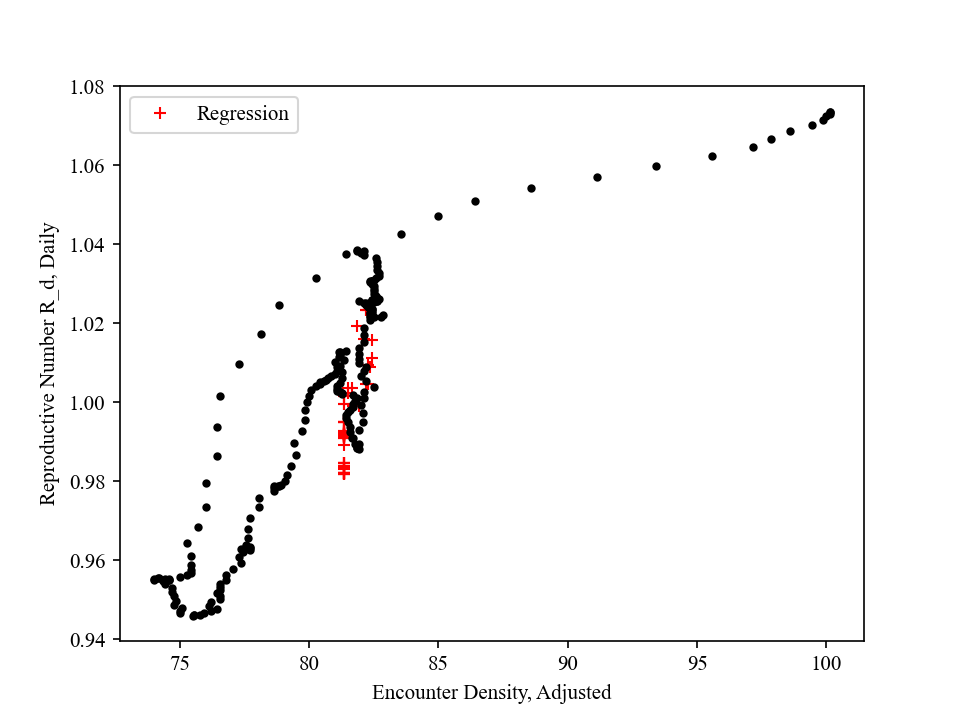 1.08
Regression
1.06
1.04
1.02
1.00
0.98
0.96
0.94
Reproductive Number R_d, Daily
75 80 85 90 95 100
Encounter Density, Adjusted